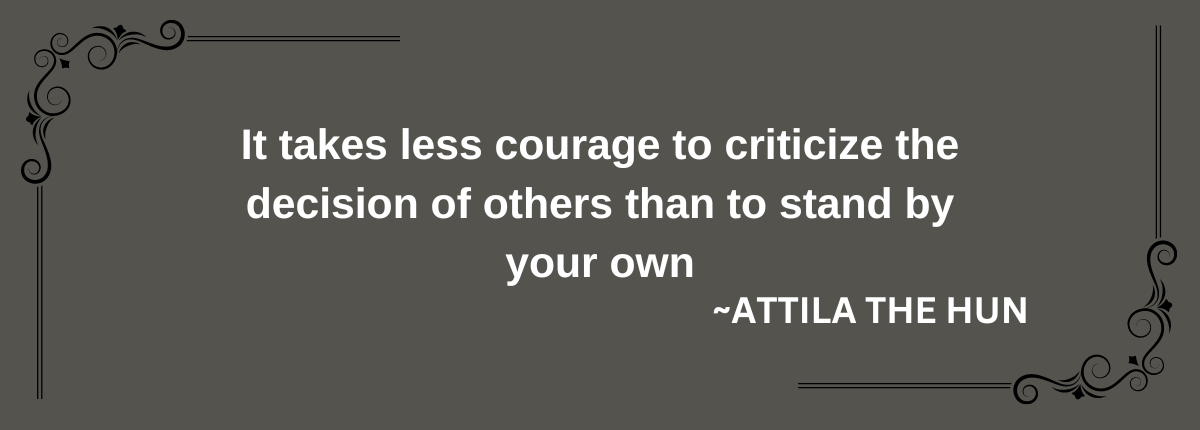 It takes less courage to criticize the
decision of others than to stand by
your own
~ATTILA THE HUN